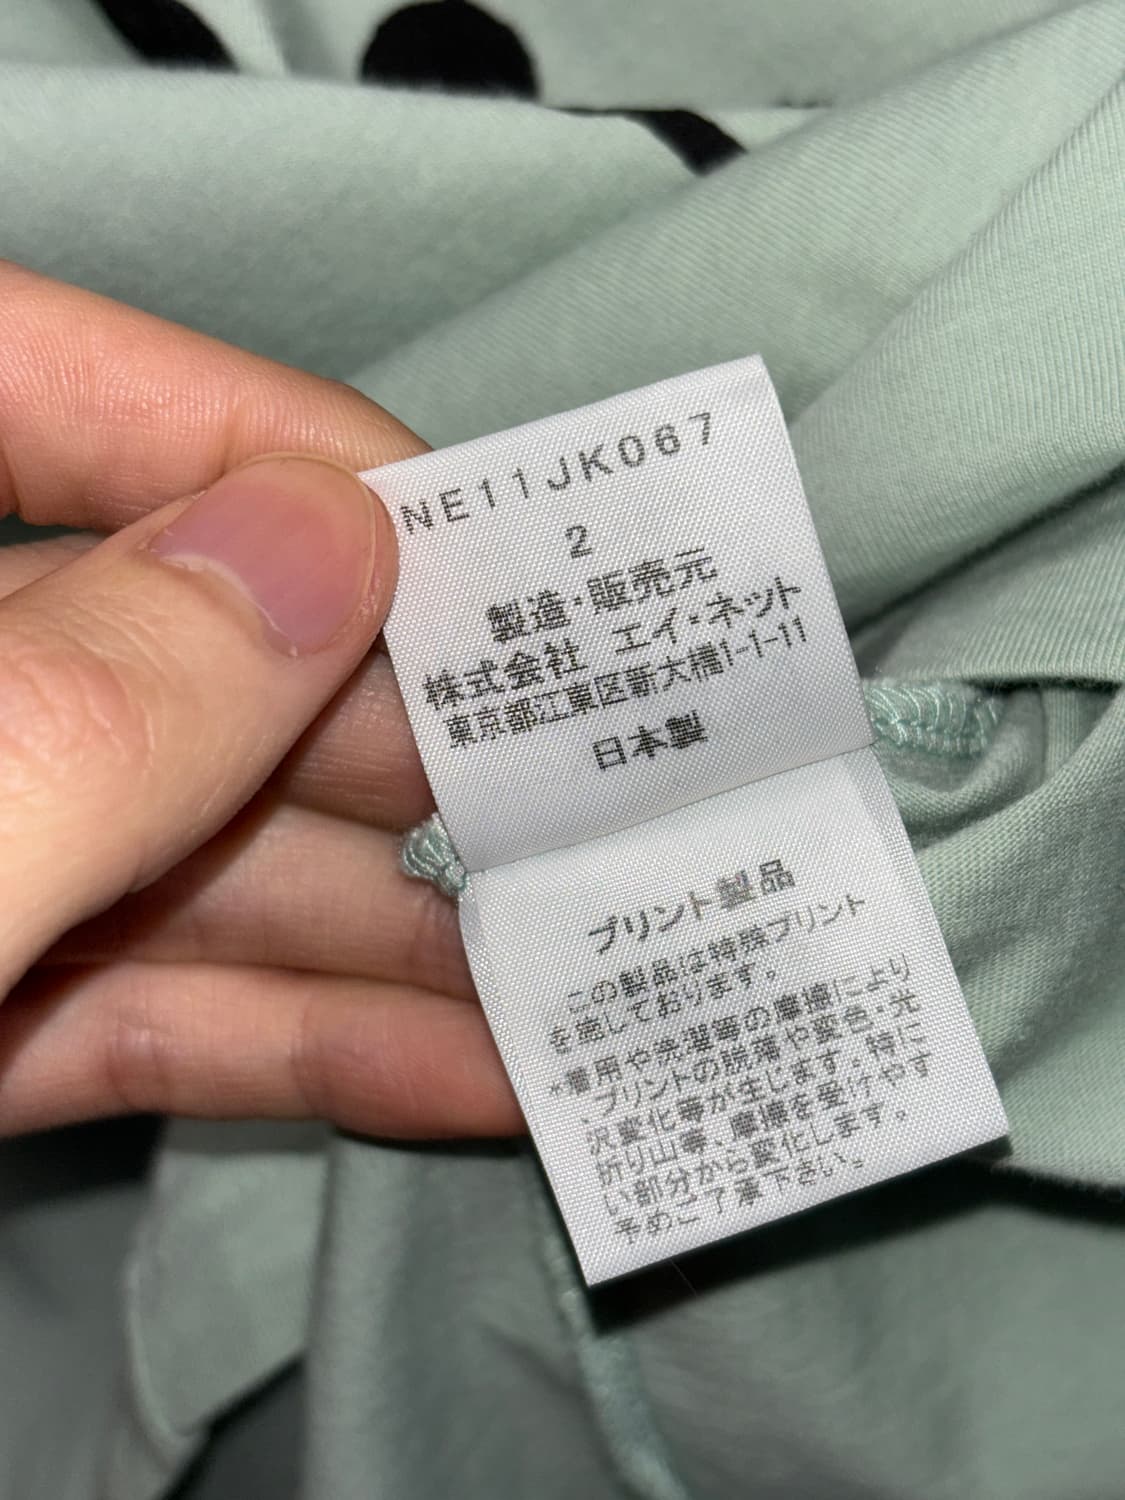 NE11JK067
2
製造・販売元
株式会社 エイ・ネット
東京都江東区新大橋1-1-11
日本製
プリント製品
この製品は特殊プリント
を施しております。
*着用や洗濯等の摩擦により
、プリントの脱落や変色・光
沢変化等が生じます。特に
折り山等、摩擦を受けやす
い部分から変化します。
予めご了承下さい。